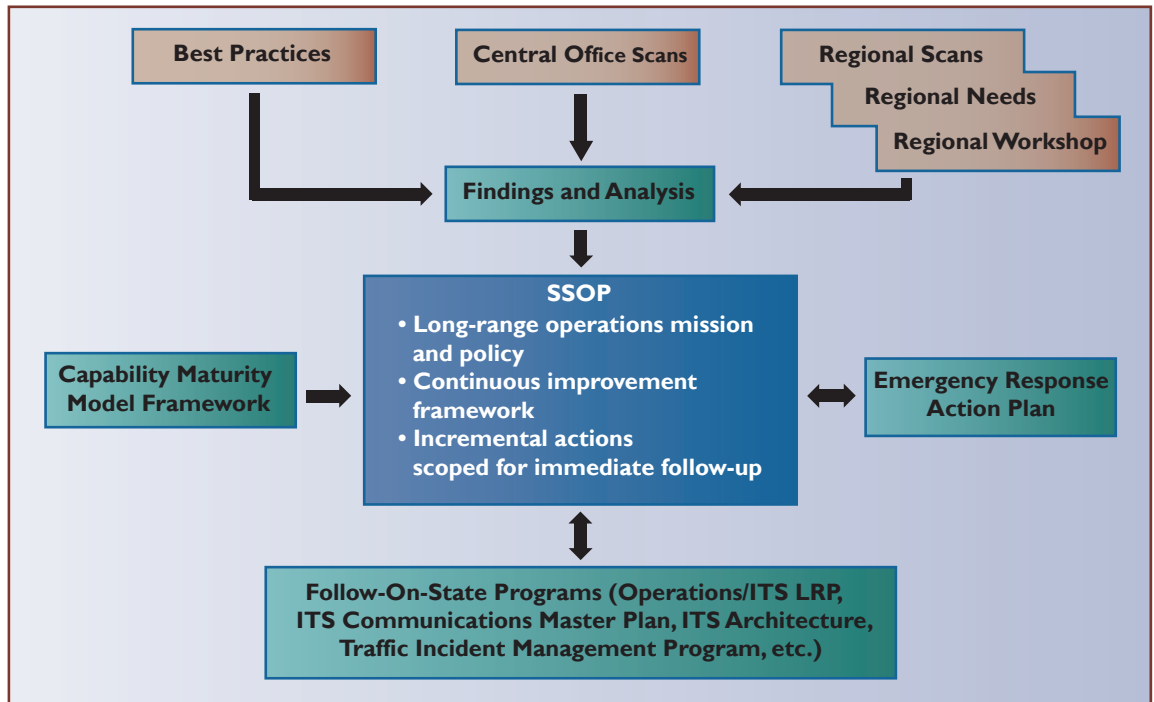 Best Practices
Central Office Scans
Regional Scans
Regional Needs
Regional Workshop
Findings and Analysis
SSOP
• Long-range operations mission
and policy
• Continuous improvement
framework
• Incremental actions
scoped for immediate follow-up
Capability Maturity
Model Framework
Emergency Response
Action Plan
Follow-On-State Programs (Operations/ITS LRP,
ITS Communications Master Plan, ITS Architecture,
Traffic Incident Management Program, etc.)